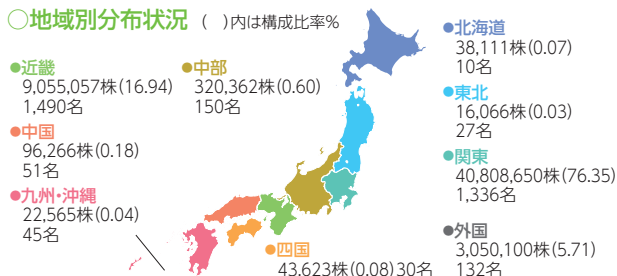 ○地域別分布状況 (　)内は構成比率%
●近畿
9,055,057株(16.94)
1,490名
●中部
320,362株(0.60)
150名
●中国
96,266株(0.18)
51名
●九州・沖縄
22,565株(0.04)
45名
●四国
43,623株(0.08)30名
●北海道
38,111株(0.07)
10名
●東北
16,066株(0.03)
27名
●関東
40,808,650株(76.35)
1,336名
●外国
3,050,100株(5.71)
132名